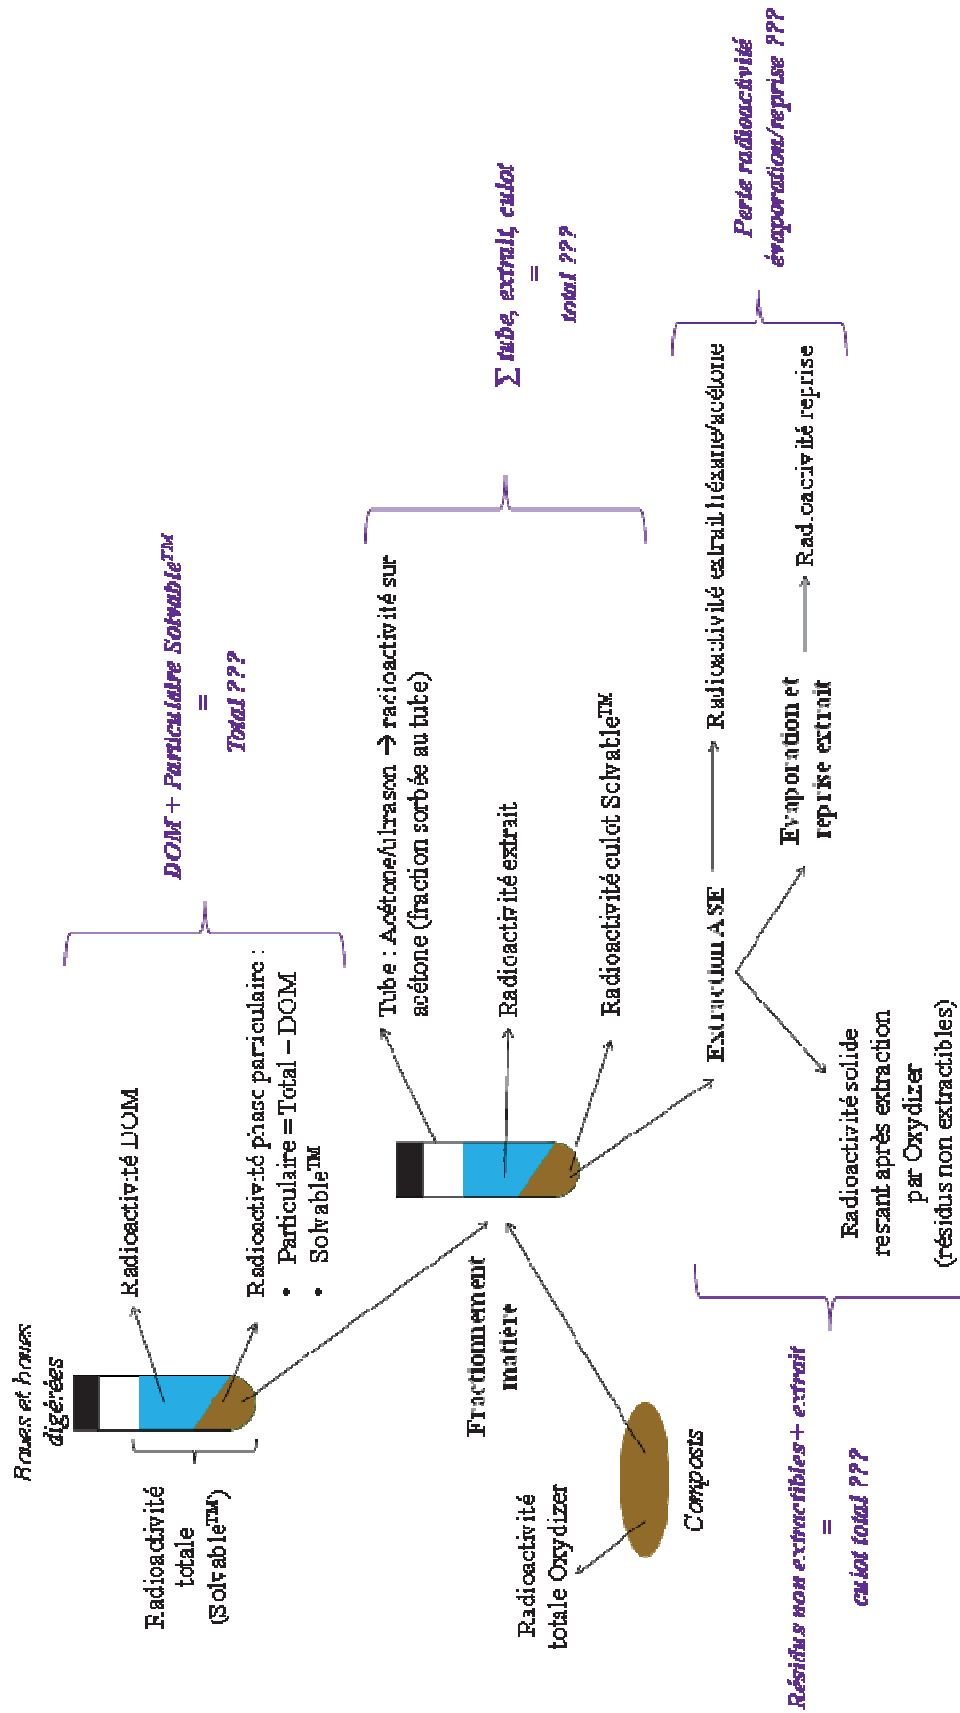 Boues et boues
digérées
Radioactivité
totale
(Solvable™)
Radioactivité DOM
Radioactivité phase particulaire :
• Particulaire = Total – DOM
• Solvable™
DOM + Particulaire Solvable™
=
Total ???
Radioactivité
totale Oxydizer
Composts
Fractionnement
matière
Tube : Acétone/ultrason → radioactivité sur
acétone (fraction sorbée au tube)
Radioactivité extrait
Radioactivité culot Solvable™
∑ tube, extrait, culot
=
total ???
Extraction ASE
Radioactivité extrait héxane/acétone
Evaporation et
reprise extrait
Radioactivité reprise
Perte radioactivité
évaporation/reprise ???
Radioactivité solide
restant après extraction
par Oxydizer
(résidus non extractibles)
Résidus non extractibles + extrait
=
culot total ???